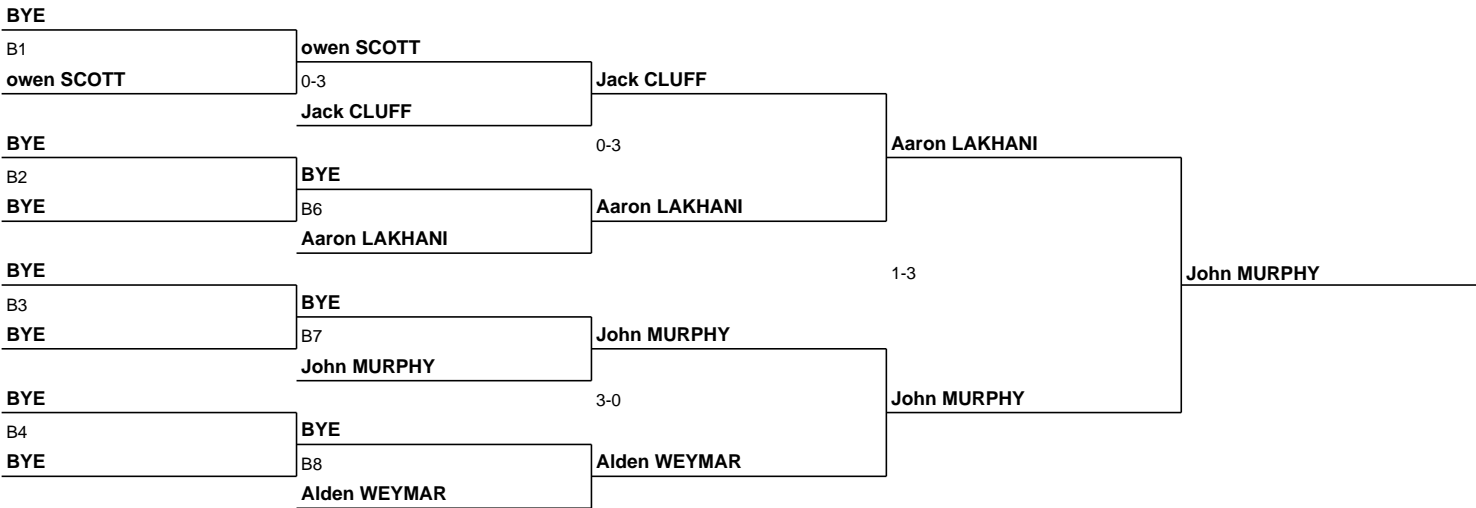 BYE
B1
owen SCOTT
owen SCOTT
0-3
Jack CLUFF
Jack CLUFF
BYE
0-3
Aaron LAKHANI
B2
BYE
BYE
B6
Aaron LAKHANI
Aaron LAKHANI
BYE
1-3
John MURPHY
B3
BYE
BYE
B7
John MURPHY
John MURPHY
BYE
3-0
John MURPHY
B4
BYE
BYE
B8
Alden WEYMAR
Alden WEYMAR